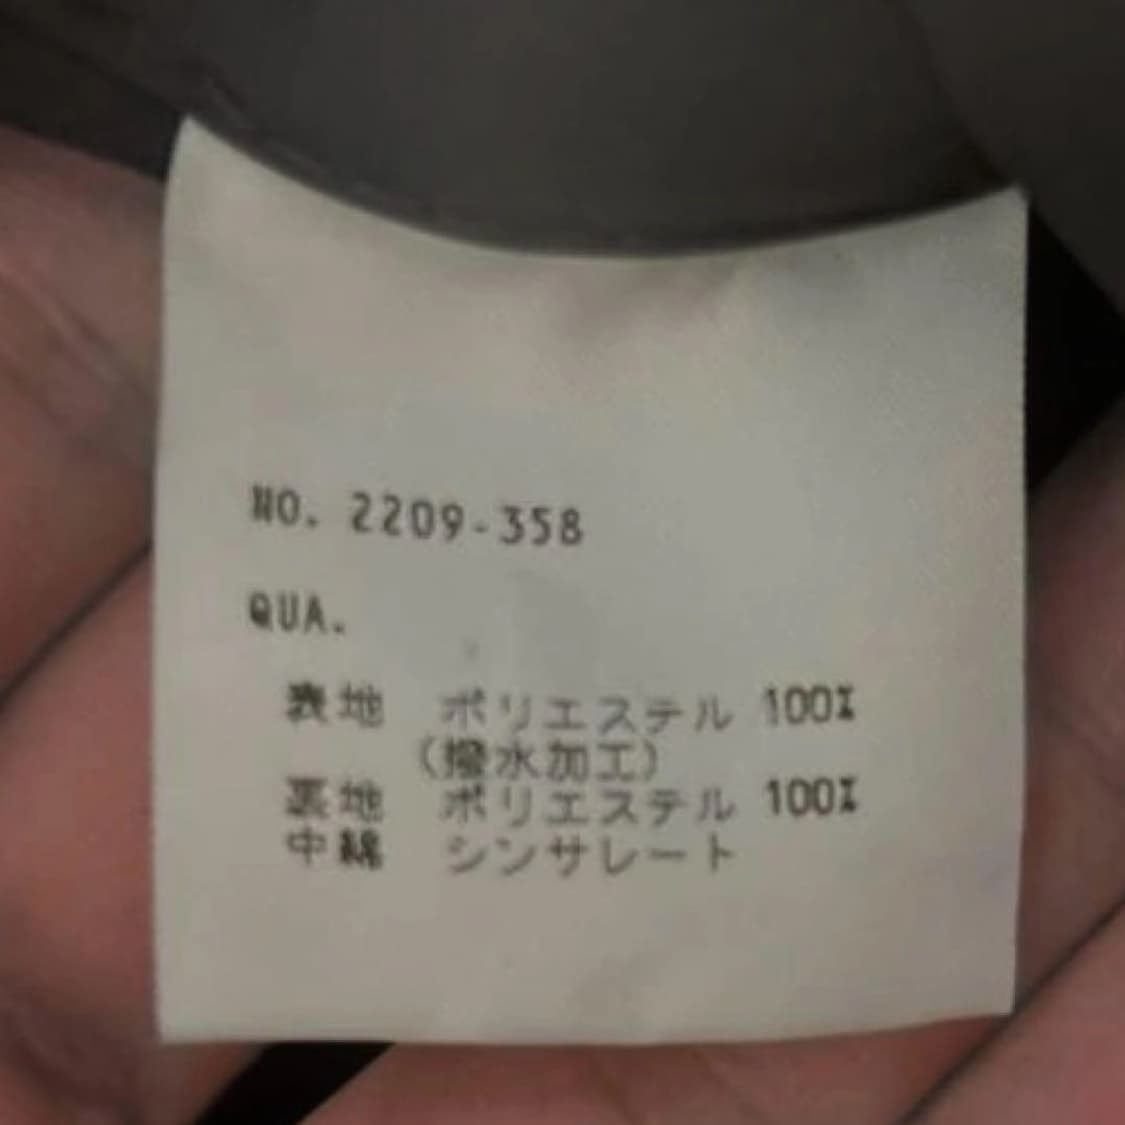 NO. 2209-358
QUA.
表地 ポリエステル 100%
(撥水加工)
裏地 ポリエステル 100%
中綿 シンサレート